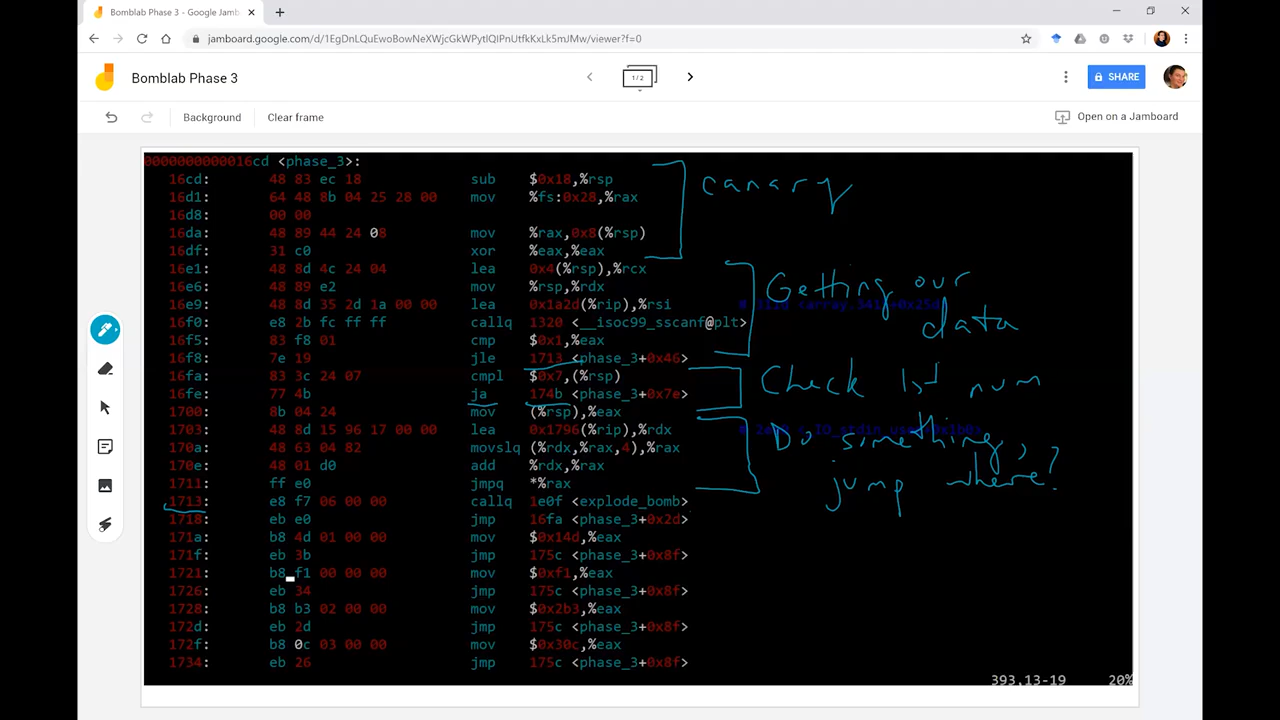 Bomblab Phase 3 - Google Jamb
jamboard.google.com/d/1EgDnLQuEwoBowNeXWjcGkWPytIQIPnUtfkKxLk5mJMw/viewer?f=0
Bomblab Phase 3
1/2
SHARE
Background
Clear frame
Open on a Jamboard
0000000000016cd <phase_3>:
16cd: 48 83 ec 18 sub $0x18,%rsp
16d1: 64 48 8b 04 25 28 00 mov %fs:0x28,%rax
16d8: 00 00
16da: 48 89 44 24 08 mov %rax,0x8(%rsp)
16df: 31 c0 xor %eax,%eax
canary
16e1: 48 8d 4c 24 04 lea 0x4(%rsp),%rcx
16e6: 48 89 e2 mov %rsp,%rdx
16e9: 48 8d 35 2d 1a 00 00 lea 0x1a2d(%rip),%rsi
16f0: e8 2b fc ff ff callq 1320 <__isoc99_sscanf@plt>
16f5: 83 f8 01 cmp $0x1,%eax
16f8: 7e 19 jle 1713 <phase_3+0x46>
Getting our
data
16fa: 83 3c 24 07 cmpl $0x7,(%rsp)
16fe: 77 4b ja 174b <phase_3+0x7e>
Check 1st num
1700: 8b 04 24 mov (%rsp),%eax
1703: 48 8d 15 96 17 00 00 lea 0x1796(%rip),%rdx
170a: 48 63 04 82 movslq (%rdx,%rax,4),%rax
170e: 48 01 d0 add %rdx,%rax
1711: ff e0 jmpq *%rax
Do something,
jump where?
1713: e8 f7 06 00 00 callq 1e0f <explode_bomb>
1718: eb e0 jmp 16fa <phase_3+0x2d>
171a: b8 4d 01 00 00 mov $0x14d,%eax
171f: eb 3b jmp 175c <phase_3+0x8f>
1721: b8 f1 00 00 00 mov $0xf1,%eax
1726: eb 34 jmp 175c <phase_3+0x8f>
1728: b8 b3 02 00 00 mov $0x2b3,%eax
172d: eb 2d jmp 175c <phase_3+0x8f>
172f: b8 0c 03 00 00 mov $0x30c,%eax
1734: eb 26 jmp 175c <phase_3+0x8f>
393,13-19 20%